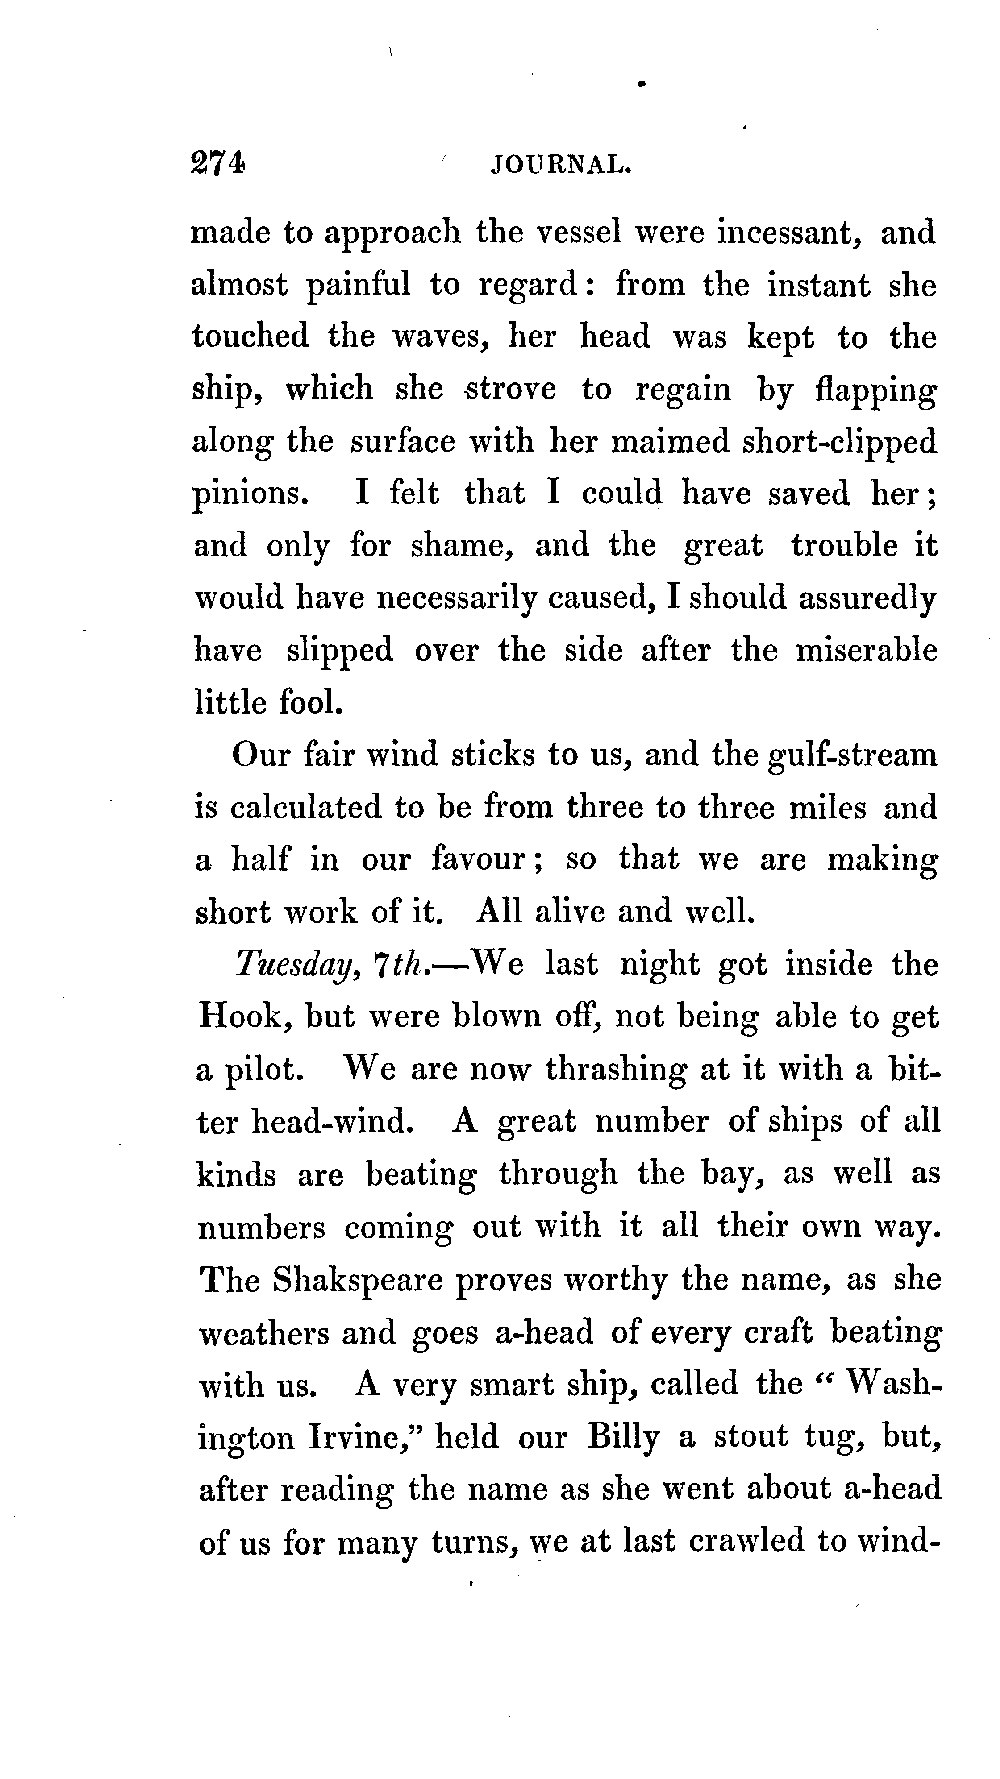 274 JOURNAL.
made to approach the vessel were incessant, and
almost painful to regard: from the instant she
touched the waves, her head was kept to the
ship, which she strove to regain by flapping
along the surface with her maimed short-clipped
pinions. I felt that I could have saved her;
and only for shame, and the great trouble it
would have necessarily caused, I should assuredly
have slipped over the side after the miserable
little fool.
Our fair wind sticks to us, and the gulf-stream
is calculated to be from three to three miles and
a half in our favour; so that we are making
short work of it. All alive and well.
Tuesday, 7th.—We last night got inside the
Hook, but were blown off, not being able to get
a pilot. We are now thrashing at it with a bit-
ter head-wind. A great number of ships of all
kinds are beating through the bay, as well as
numbers coming out with it all their own way.
The Shakspeare proves worthy the name, as she
weathers and goes a-head of every craft beating
with us. A very smart ship, called the “ Wash-
ington Irvine,” held our Billy a stout tug, but,
after reading the name as she went about a-head
of us for many turns, we at last crawled to wind-